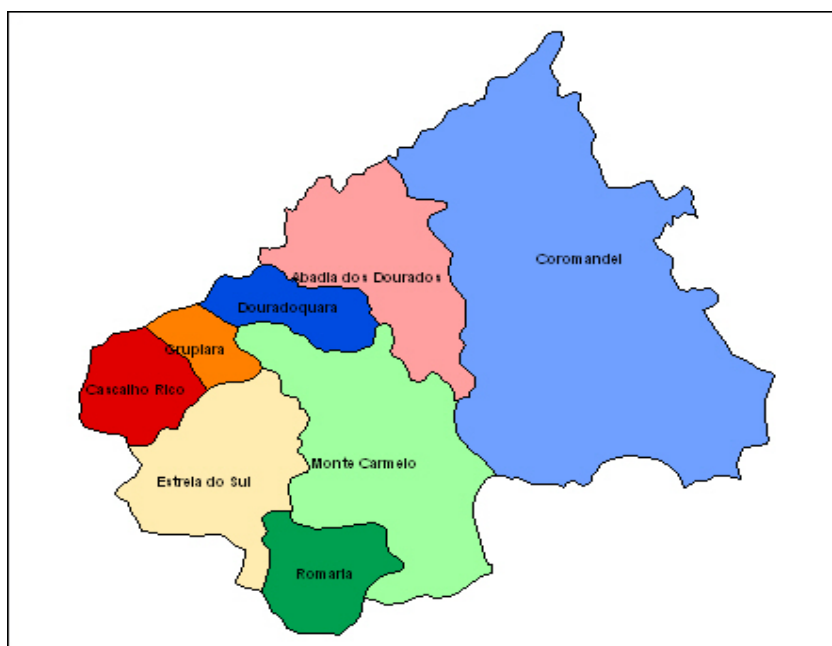 Coromandel
Abadia dos Dourados
Douradoquara
Grupiara
Cascalho Rico
Monte Carmelo
Estrela do Sul
Romaria